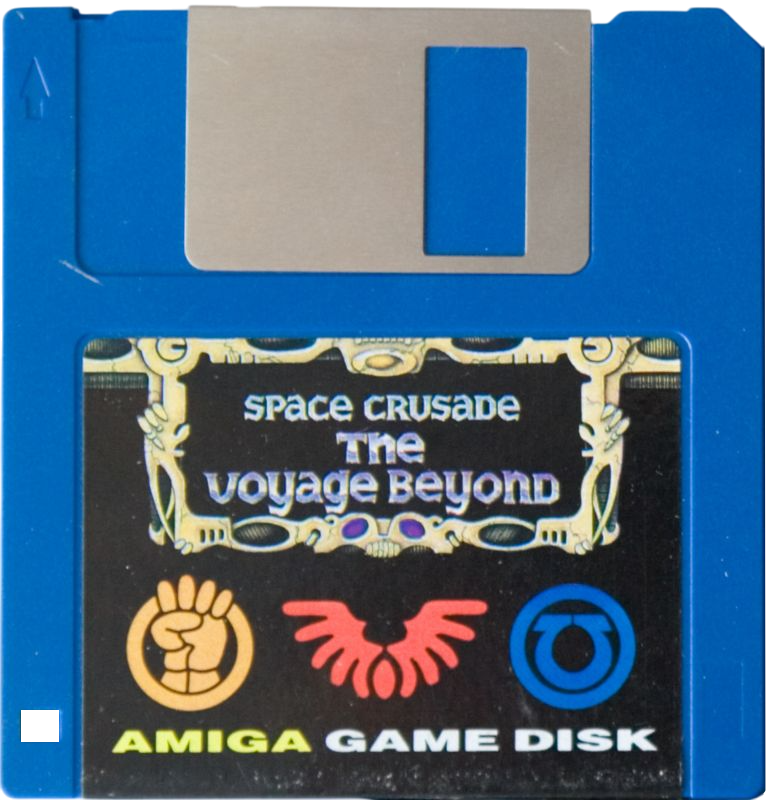 SPACE CRUSADE
The
Voyage Beyond
AMIGA GAME DISK